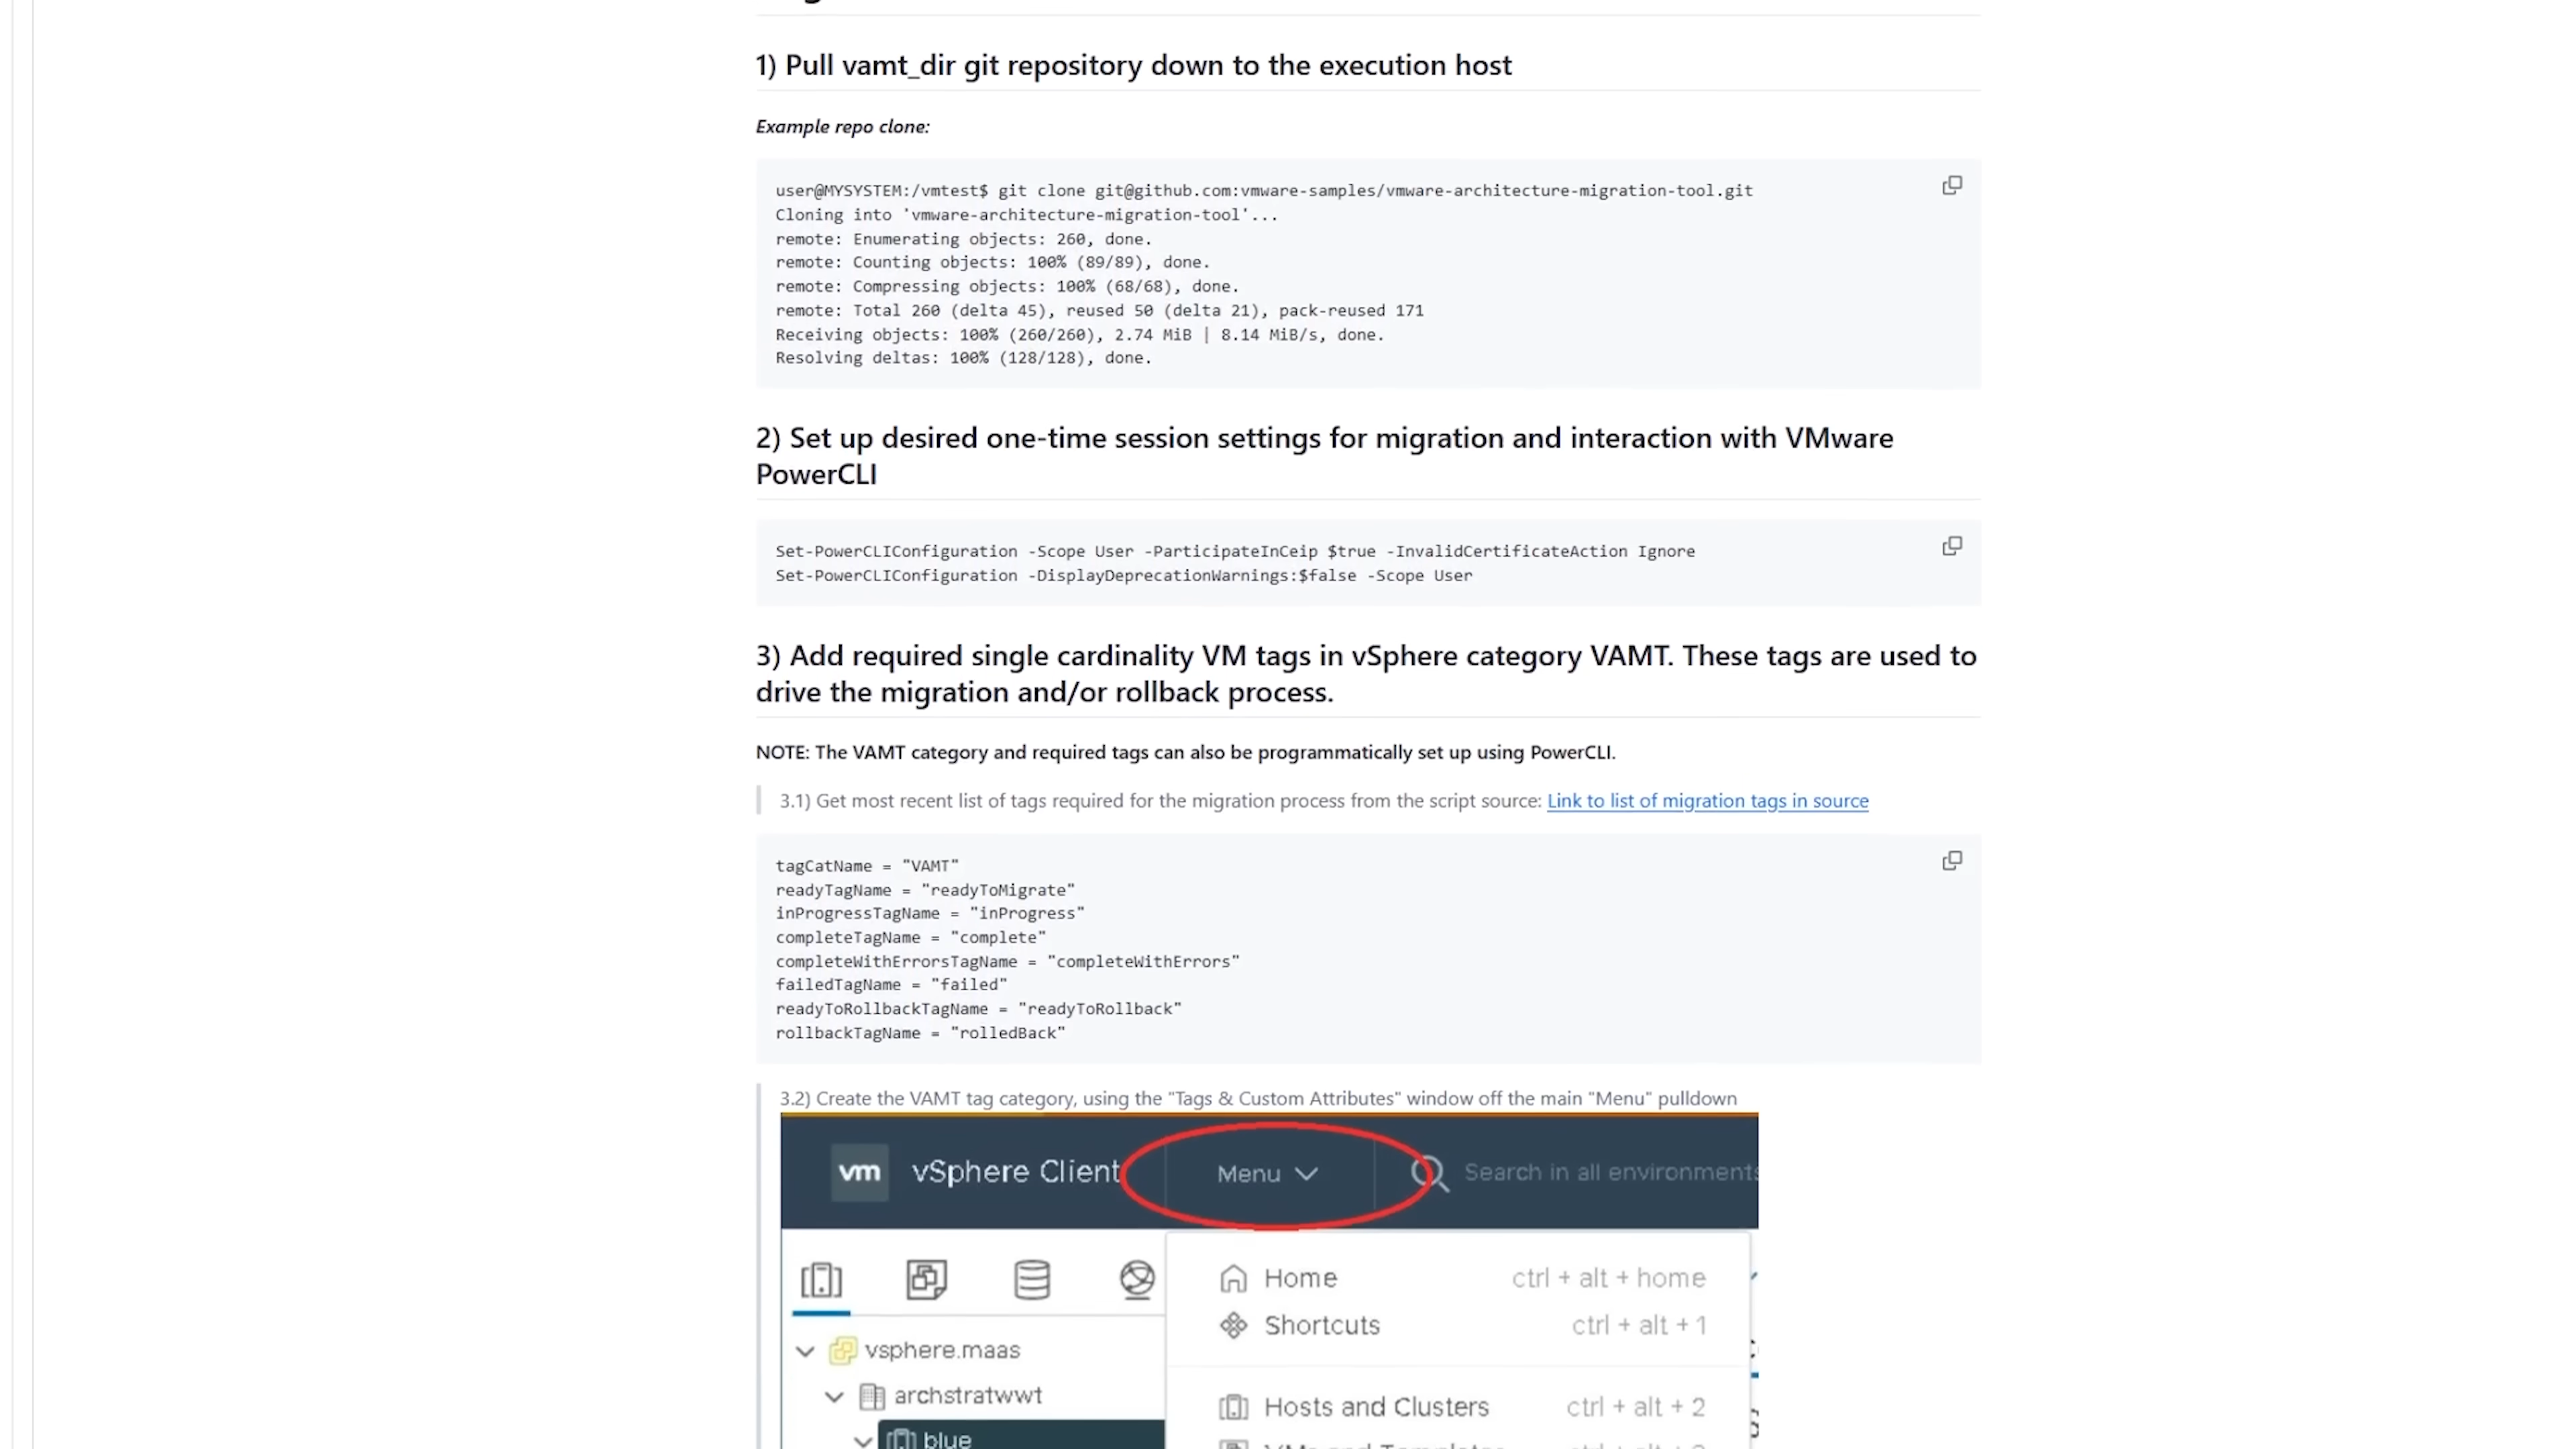 1) Pull vamt_dir git repository down to the execution host
Example repo clone:
user@MYSYSTEM:/vmtest$ git clone git@github.com:vmware-samples/vmware-architecture-migration-tool.git
Cloning into 'vmware-architecture-migration-tool'...
remote: Enumerating objects: 260, done.
remote: Counting objects: 100% (89/89), done.
remote: Compressing objects: 100% (68/68), done.
remote: Total 260 (delta 45), reused 50 (delta 21), pack-reused 171
Receiving objects: 100% (260/260), 2.74 MiB | 8.14 MiB/s, done.
Resolving deltas: 100% (128/128), done.
2) Set up desired one-time session settings for migration and interaction with VMware
PowerCLI
Set-PowerCLIConfiguration -Scope User -ParticipateInCeip $true -InvalidCertificateAction Ignore
Set-PowerCLIConfiguration -DisplayDeprecationWarnings:$false -Scope User
3) Add required single cardinality VM tags in vSphere category VAMT. These tags are used to
drive the migration and/or rollback process.
NOTE: The VAMT category and required tags can also be programmatically set up using PowerCLI.
3.1) Get most recent list of tags required for the migration process from the script source: Link to list of migration tags in source
tagCatName = "VAMT"
readyTagName = "readyToMigrate"
inProgressTagName = "inProgress"
completeTagName = "complete"
completeWithErrorsTagName = "completeWithErrors"
failedTagName = "failed"
readyToRollbackTagName = "readyToRollback"
rollbackTagName = "rolledBack"
3.2) Create the VAMT tag category, using the "Tags & Custom Attributes" window off the main "Menu" pulldown
vm vSphere Client Menu Search in all environments
Home ctrl + alt + home
Shortcuts ctrl + alt + 1
vsphere.maas
archstratwwt
Hosts and Clusters ctrl + alt + 2
blue
VMs and Templates